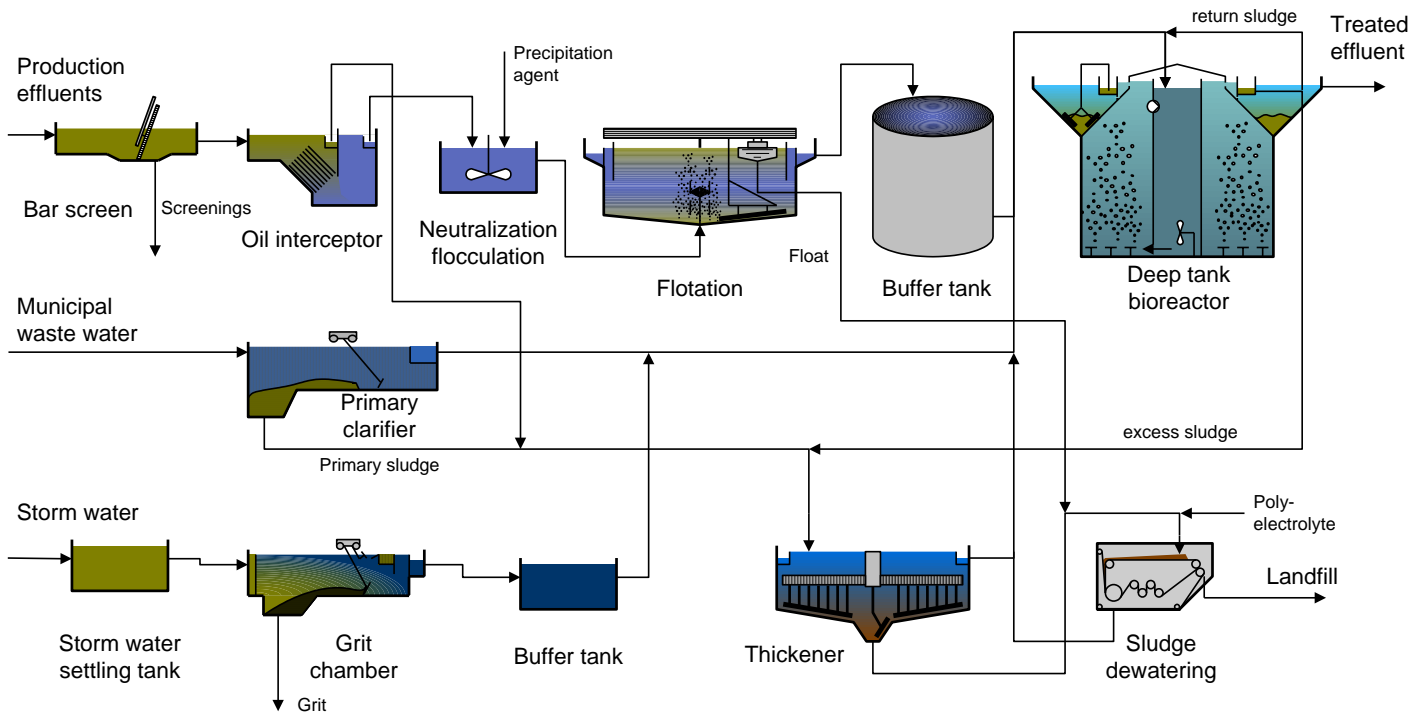 return sludge
Treated
effluent
Production
effluents
Precipitation
agent
Bar screen
Screenings
Oil interceptor
Neutralization
flocculation
Flotation
Float
Buffer tank
Deep tank
bioreactor
Municipal
waste water
Primary
clarifier
Primary sludge
excess sludge
Storm water
Poly-
electrolyte
Landfill
Storm water
settling tank
Grit
chamber
Buffer tank
Thickener
Sludge
dewatering
Grit